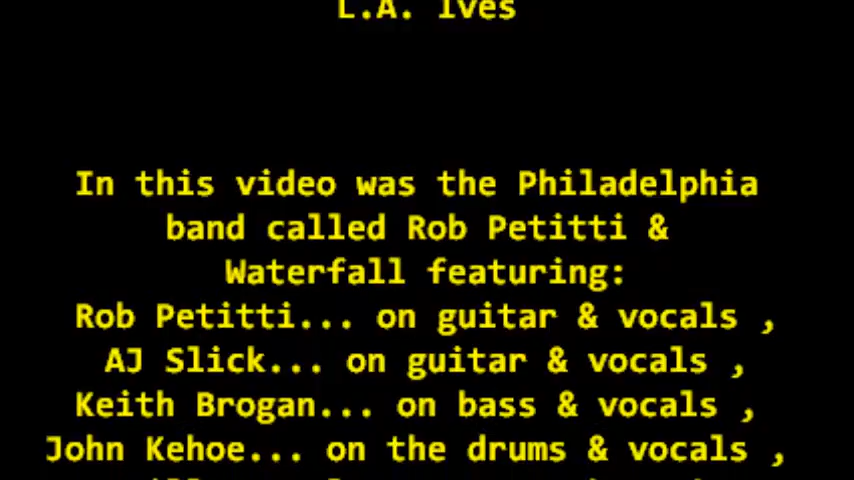 L.A. Ives
In this video was the Philadelphia
band called Rob Petitti &
Waterfall featuring:
Rob Petitti... on guitar & vocals ,
AJ Slick... on guitar & vocals ,
Keith Brogan... on bass & vocals ,
John Kehoe... on the drums & vocals ,